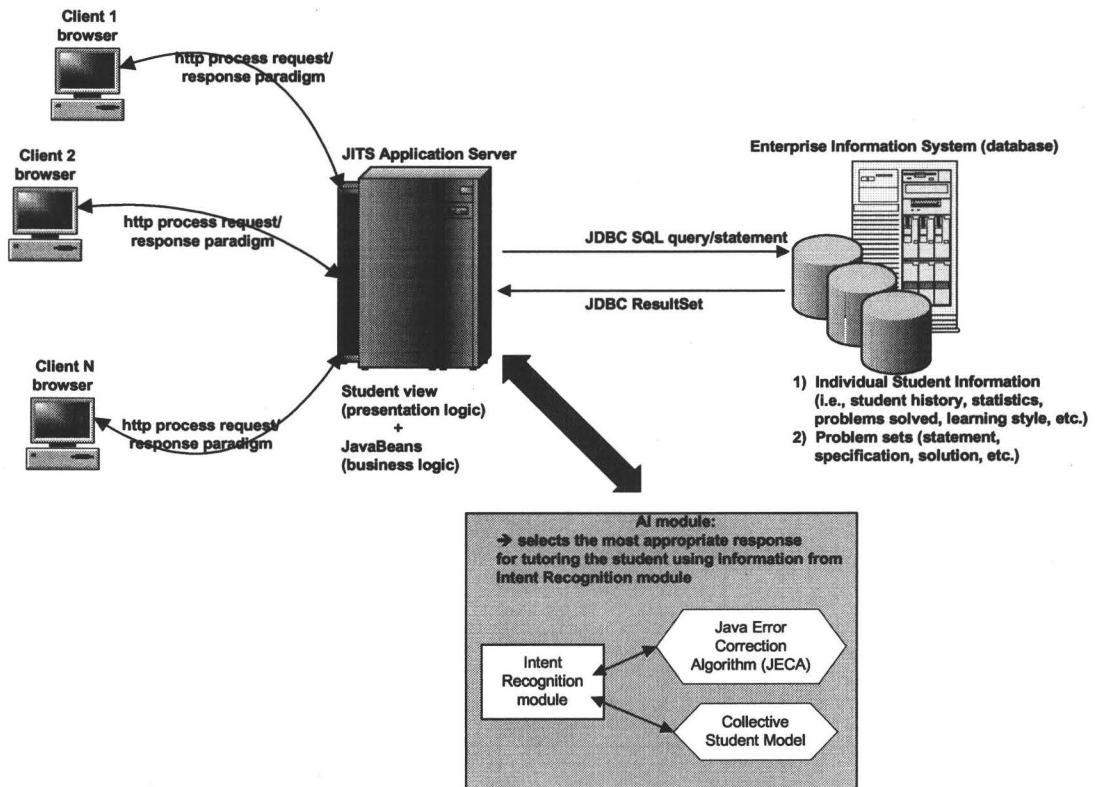 Client 1
browser
http process request/
response paradigm
Client 2
browser
http process request/
response paradigm
Client N
browser
http process request/
response paradigm
JITS Application Server
Student view
(presentation logic)
+
JavaBeans
(business logic)
JDBC SQL query/statement
JDBC ResultSet
Enterprise Information System (database)
1) Individual Student Information
(i.e., student history, statistics,
problems solved, learning style, etc.)
2) Problem sets (statement,
specification, solution, etc.)
AI module:
➔ selects the most appropriate response
for tutoring the student using information from
Intent Recognition module
Intent
Recognition
module
Java Error
Correction
Algorithm (JECA)
Collective
Student Model